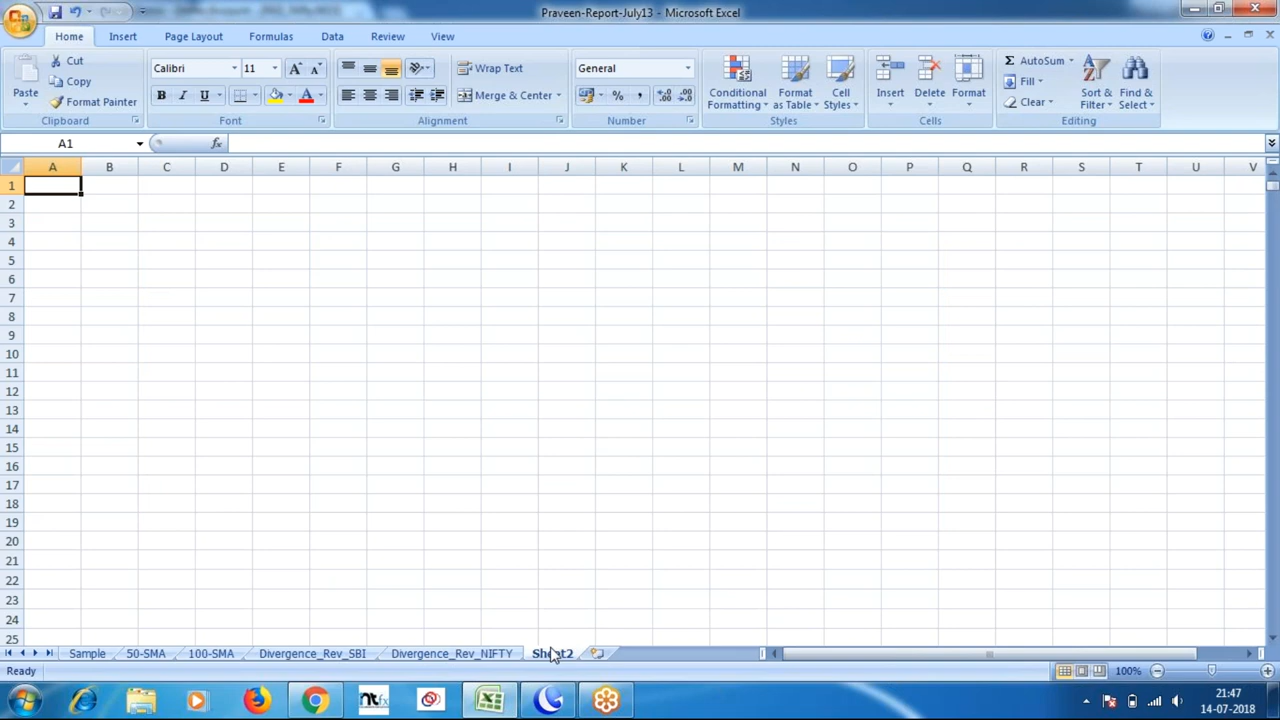 Praveen-Report-July13 - Microsoft Excel
Home Insert Page Layout Formulas Data Review View
Cut
Copy
Format Painter
Paste
Clipboard
Calibri 11
B I U A
Font
Wrap Text
Merge & Center
Alignment
General
% ,
Number
Conditional Formatting
Format as Table
Cell Styles
Styles
Insert Delete Format
Cells
Σ AutoSum
Fill
Clear
Sort & Filter
Find & Select
Editing
A1 fx
A B C D E F G H I J K L M N O P Q R S T U V
1
2
3
4
5
6
7
8
9
10
11
12
13
14
15
16
17
18
19
20
21
22
23
24
25
Sample 50-SMA 100-SMA Divergence_Rev_SBI Divergence_Rev_NIFTY Sheet2
Ready 100%
ntfx
21:47
14-07-2018